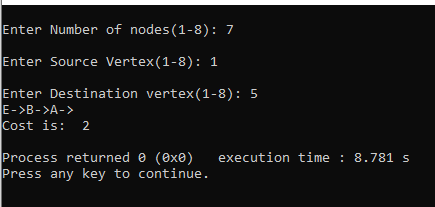 Enter Number of nodes(1-8): 7
Enter Source Vertex(1-8): 1
Enter Destination vertex(1-8): 5
E->B->A->
Cost is:  2
Process returned 0 (0x0)   execution time : 8.781 s
Press any key to continue.